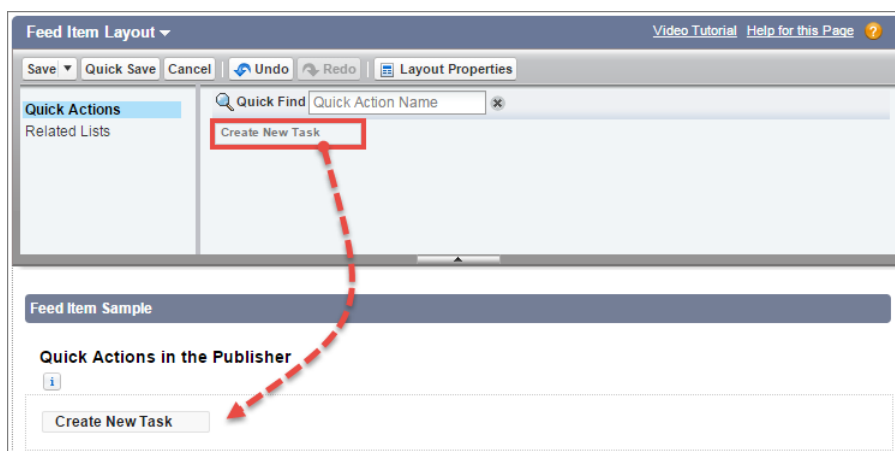 Feed Item Layout Video Tutorial Help for this Page ?
Save Quick Save Cancel Undo Redo Layout Properties
Quick Actions
Related Lists
Quick Find Quick Action Name
Create New Task
Feed Item Sample
Quick Actions in the Publisher
i
Create New Task